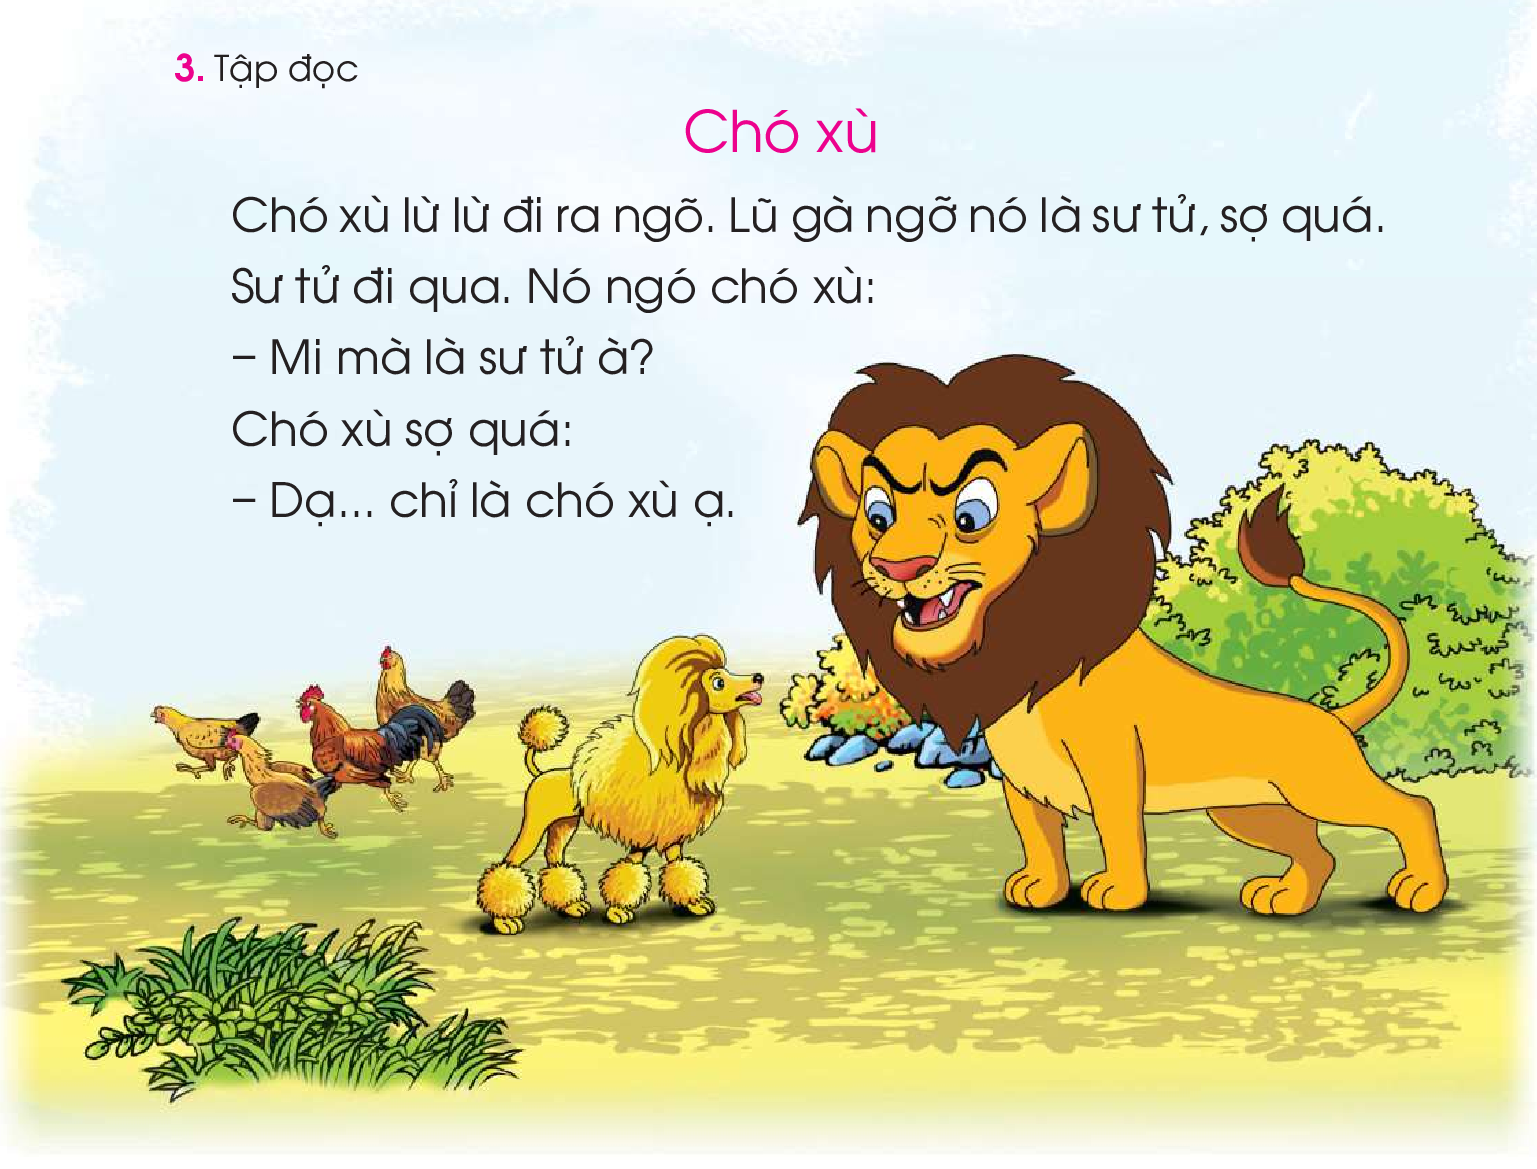 3. Tập đọc
Chó xù
Chó xù lừ lừ đi ra ngõ. Lũ gà ngỡ nó là sư tử, sợ quá.
Sư tử đi qua. Nó ngó chó xù:
– Mi mà là sư tử à?
Chó xù sợ quá:
– Dạ... chỉ là chó xù ạ.